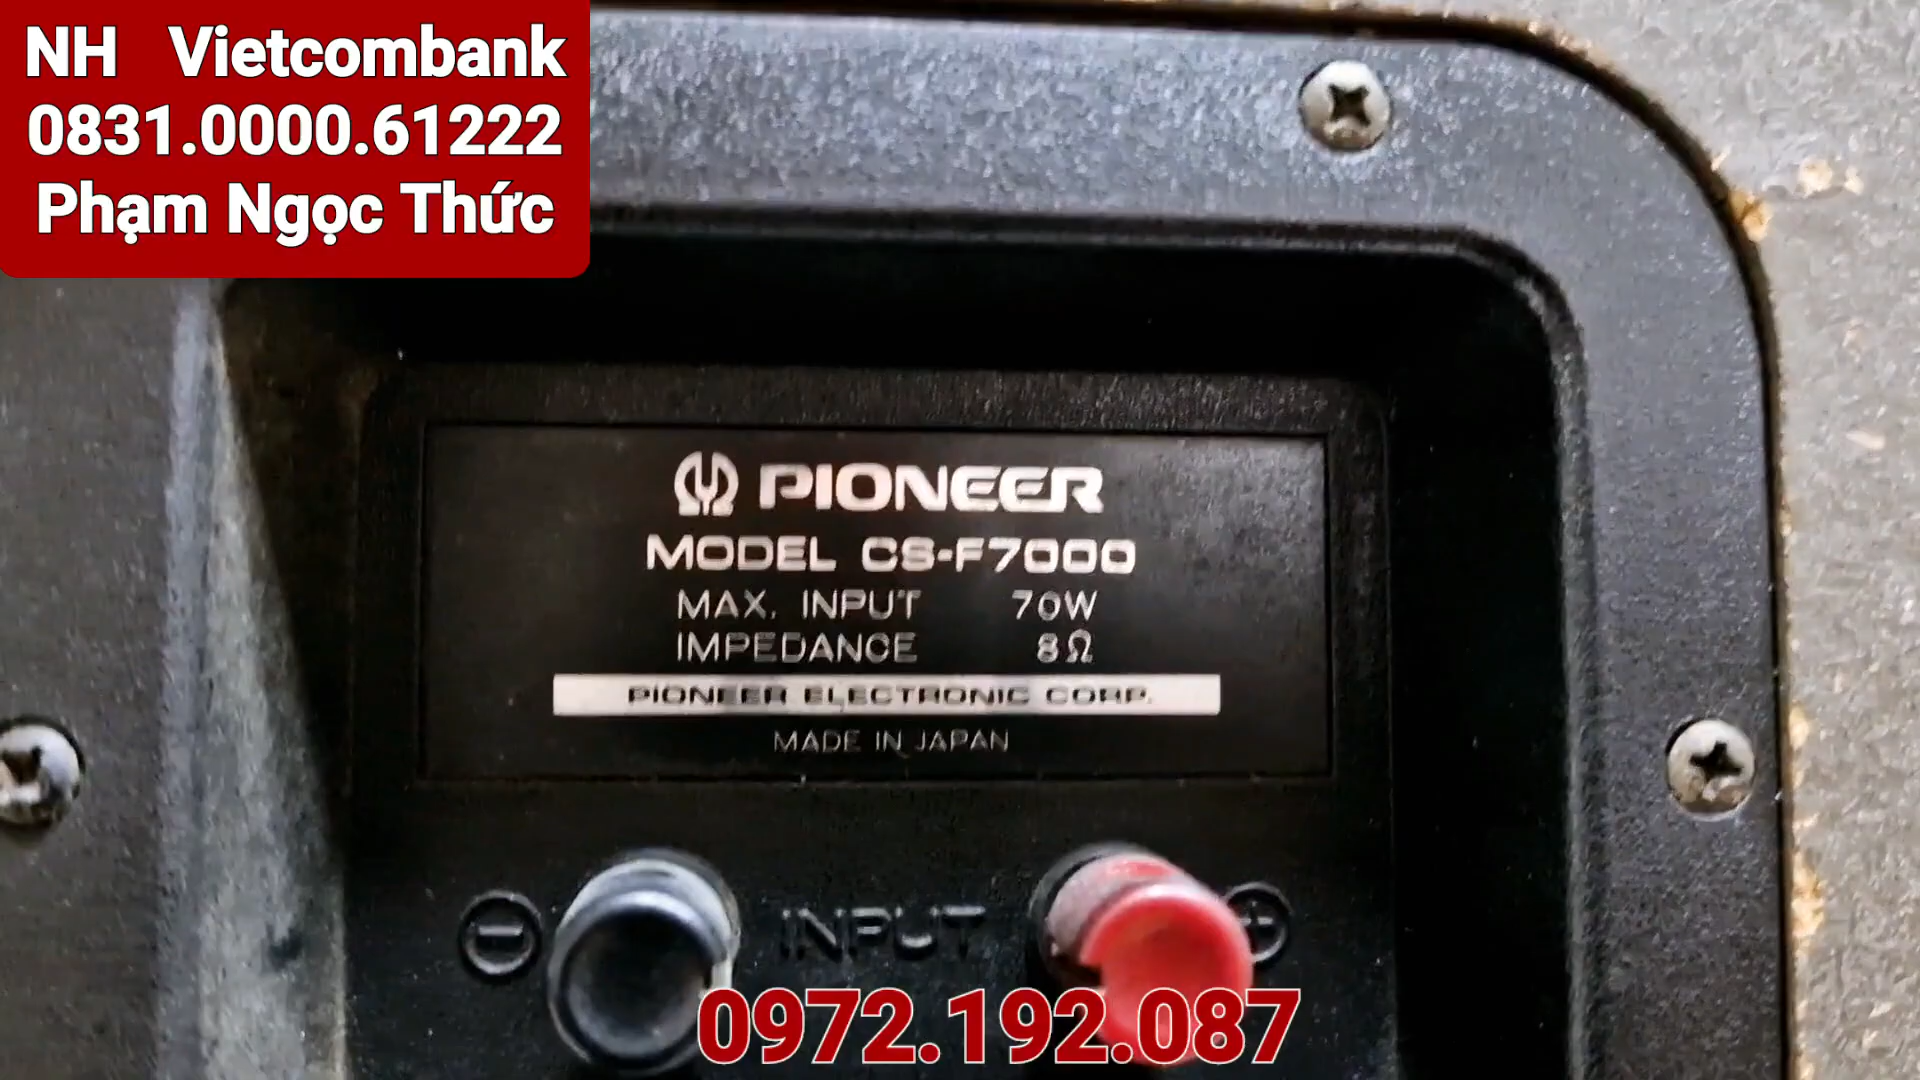 NH Vietcombank
0831.0000.61222
Phạm Ngọc Thức
PIONEER
MODEL CS-F7000
MAX. INPUT 70W
IMPEDANCE 8Ω
PIONEER ELECTRONIC CORP.
MADE IN JAPAN
INPUT
0972.192.087